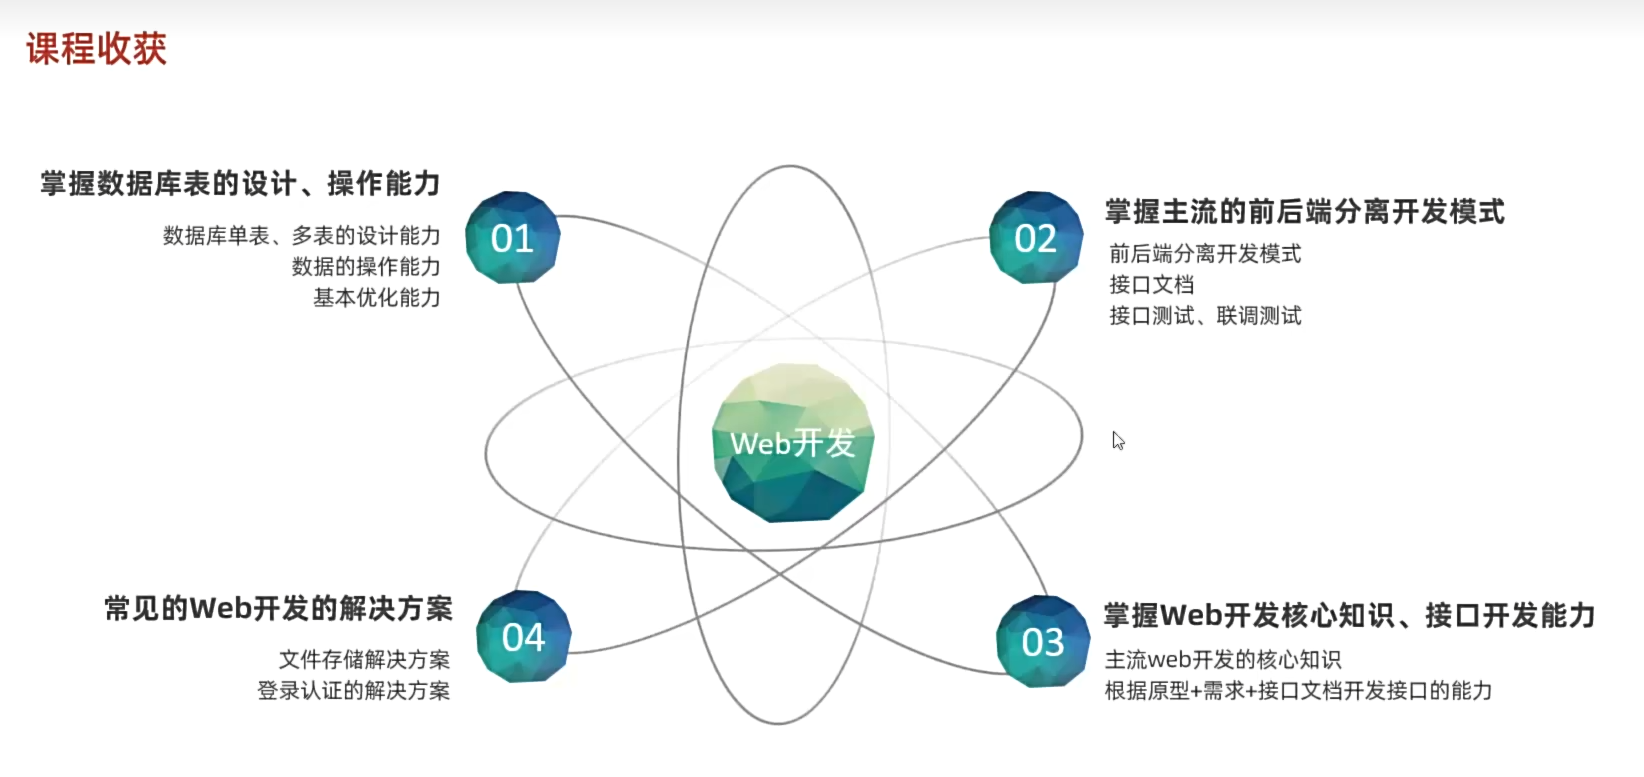 课程收获
掌握数据库表的设计、操作能力
数据库单表、多表的设计能力
数据的操作能力
基本优化能力
01
02
掌握主流的前后端分离开发模式
前后端分离开发模式
接口文档
接口测试、联调测试
Web开发
常见的Web开发的解决方案
文件存储解决方案
登录认证的解决方案
04
03
掌握Web开发核心知识、接口开发能力
主流web开发的核心知识
根据原型+需求+接口文档开发接口的能力